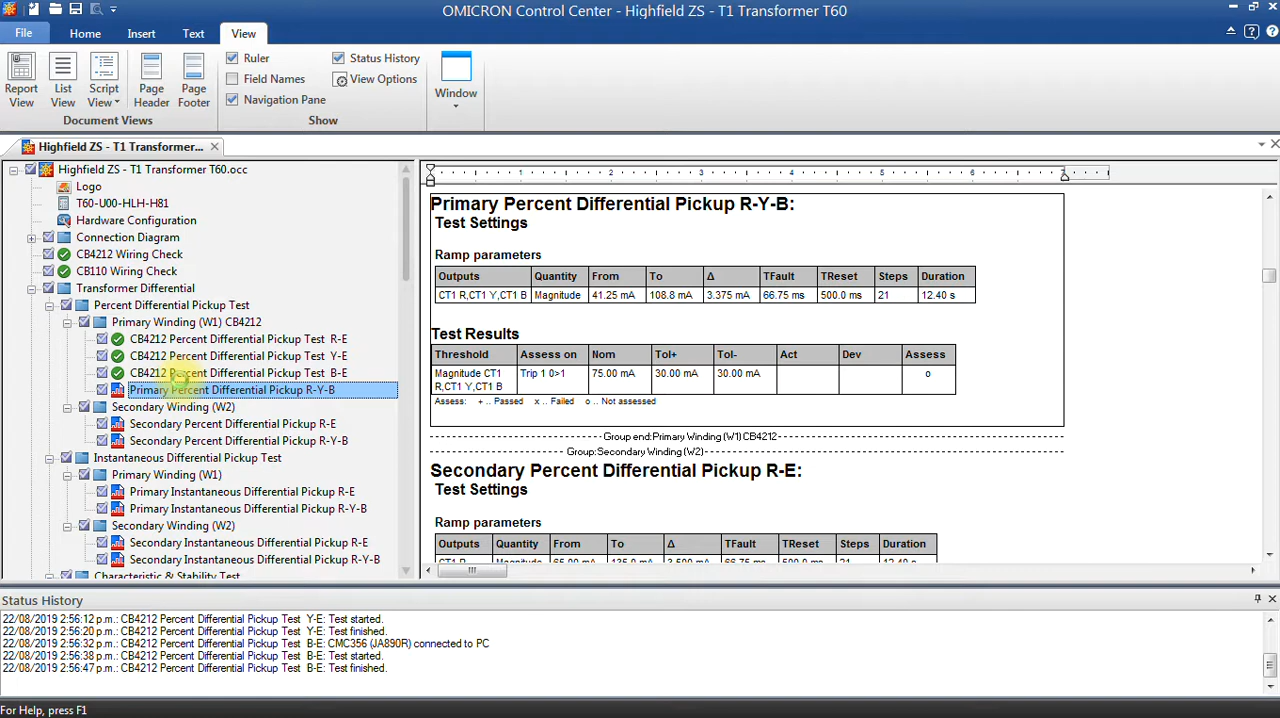 OMICRON Control Center - Highfield ZS - T1 Transformer T60
File Home Insert Text View
Report View
List View
Script View
Page Header
Page Footer
Document Views
Ruler
Field Names
Navigation Pane
Status History
View Options
Show
Window
Highfield ZS - T1 Transformer...
Highfield ZS - T1 Transformer T60.occ
Logo
T60-U00-HLH-H81
Hardware Configuration
Connection Diagram
CB4212 Wiring Check
CB110 Wiring Check
Transformer Differential
Percent Differential Pickup Test
Primary Winding (W1) CB4212
CB4212 Percent Differential Pickup Test R-E
CB4212 Percent Differential Pickup Test Y-E
CB4212 Percent Differential Pickup Test B-E
Primary Percent Differential Pickup R-Y-B
Secondary Winding (W2)
Secondary Percent Differential Pickup R-E
Secondary Percent Differential Pickup R-Y-B
Instantaneous Differential Pickup Test
Primary Winding (W1)
Primary Instantaneous Differential Pickup R-E
Primary Instantaneous Differential Pickup R-Y-B
Secondary Winding (W2)
Secondary Instantaneous Differential Pickup R-E
Secondary Instantaneous Differential Pickup R-Y-B
Characteristic & Stability Test
1 2 3 4 5 6 7
Primary Percent Differential Pickup R-Y-B:
Test Settings
Ramp parameters
Outputs Quantity From To Δ TFault TReset Steps Duration
CT1 R,CT1 Y,CT1 B Magnitude 41.25 mA 108.8 mA 3.375 mA 66.75 ms 500.0 ms 21 12.40 s
Test Results
Threshold Assess on Nom Tol+ Tol- Act Dev Assess
Magnitude CT1 R,CT1 Y,CT1 B Trip 1 0>1 75.00 mA 30.00 mA 30.00 mA o
Assess: + .. Passed x .. Failed o .. Not assessed
Group end:Primary Winding (W1) CB4212
Group:Secondary Winding (W2)
Secondary Percent Differential Pickup R-E:
Test Settings
Ramp parameters
Outputs Quantity From To Δ TFault TReset Steps Duration
Status History
22/08/2019 2:56:12 p.m.: CB4212 Percent Differential Pickup Test Y-E: Test started.
22/08/2019 2:56:20 p.m.: CB4212 Percent Differential Pickup Test Y-E: Test finished.
22/08/2019 2:56:32 p.m.: CB4212 Percent Differential Pickup Test B-E: CMC356 (JA890R) connected to PC
22/08/2019 2:56:38 p.m.: CB4212 Percent Differential Pickup Test B-E: Test started.
22/08/2019 2:56:47 p.m.: CB4212 Percent Differential Pickup Test B-E: Test finished.
For Help, press F1